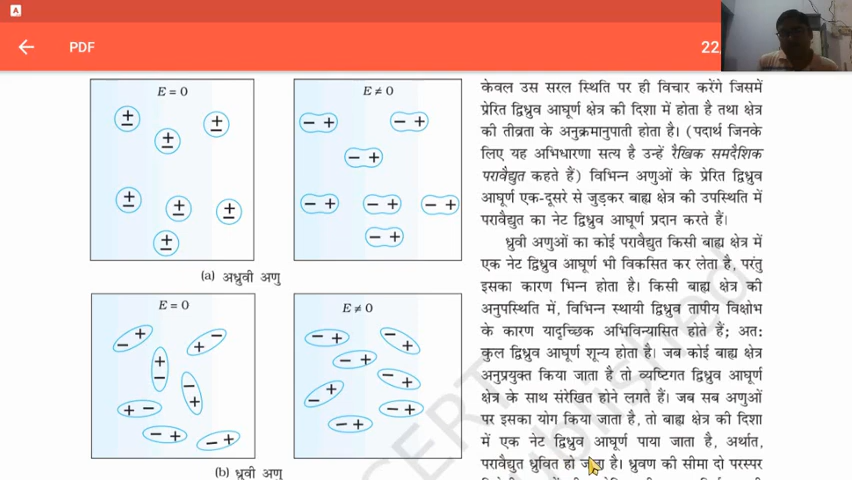 A
PDF
22
E = 0
E ≠ 0
(a) अध्रुवी अणु
E = 0
E ≠ 0
(b) ध्रुवी अणु
केवल उस सरल स्थिति पर ही विचार करेंगे जिसमें
प्रेरित द्विध्रुव आघूर्ण क्षेत्र की दिशा में होता है तथा क्षेत्र
की तीव्रता के अनुक्रमानुपाती होता है। (पदार्थ जिनके
लिए यह अभिधारणा सत्य है उन्हें रैखिक समदैशिक
परावैद्युत कहते हैं) विभिन्न अणुओं के प्रेरित द्विध्रुव
आघूर्ण एक-दूसरे से जुड़कर बाह्य क्षेत्र की उपस्थिति में
परावैद्युत का नेट द्विध्रुव आघूर्ण प्रदान करते हैं।
ध्रुवी अणुओं का कोई परावैद्युत किसी बाह्य क्षेत्र में
एक नेट द्विध्रुव आघूर्ण भी विकसित कर लेता है, परंतु
इसका कारण भिन्न होता है। किसी बाह्य क्षेत्र की
अनुपस्थिति में, विभिन्न स्थायी द्विध्रुव तापीय विक्षोभ
के कारण यादृच्छिक अभिविन्यासित होते हैं; अतः
कुल द्विध्रुव आघूर्ण शून्य होता है। जब कोई बाह्य क्षेत्र
अनुप्रयुक्त किया जाता है तो व्यष्टिगत द्विध्रुव आघूर्ण
क्षेत्र के साथ संरेखित होने लगते हैं। जब सब अणुओं
पर इसका योग किया जाता है, तो बाह्य क्षेत्र की दिशा
में एक नेट द्विध्रुव आघूर्ण पाया जाता है, अर्थात,
परावैद्युत ध्रुवित हो जाता है। ध्रुवण की सीमा दो परस्पर